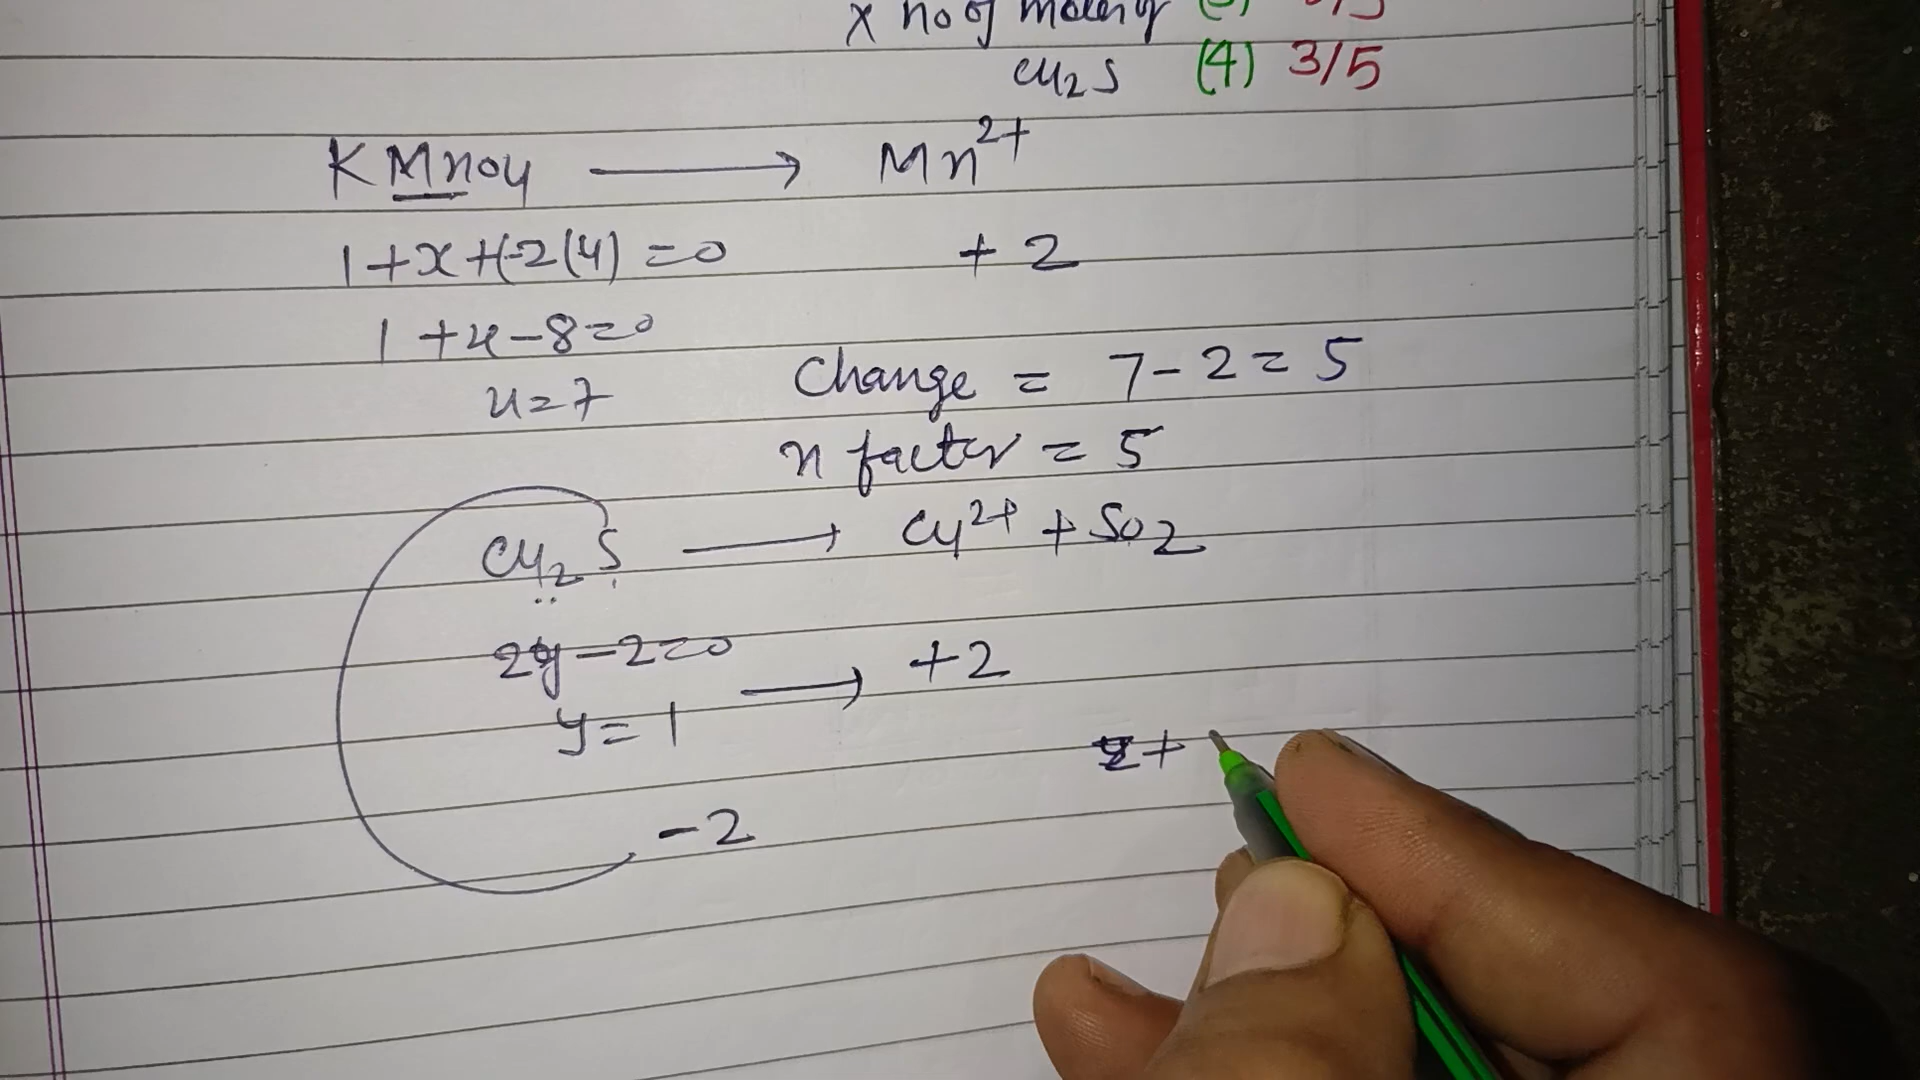 x no of moles of
Cu2S (4) 3/5
KMnO4 → Mn2+
1+x+(-2(4)=0 +2
1+x-8=0
x=7 Change = 7-2=5
n factor = 5
Cu2S → Cu2+ + SO2
2y-2=0 → +2
y=1
z+
-2